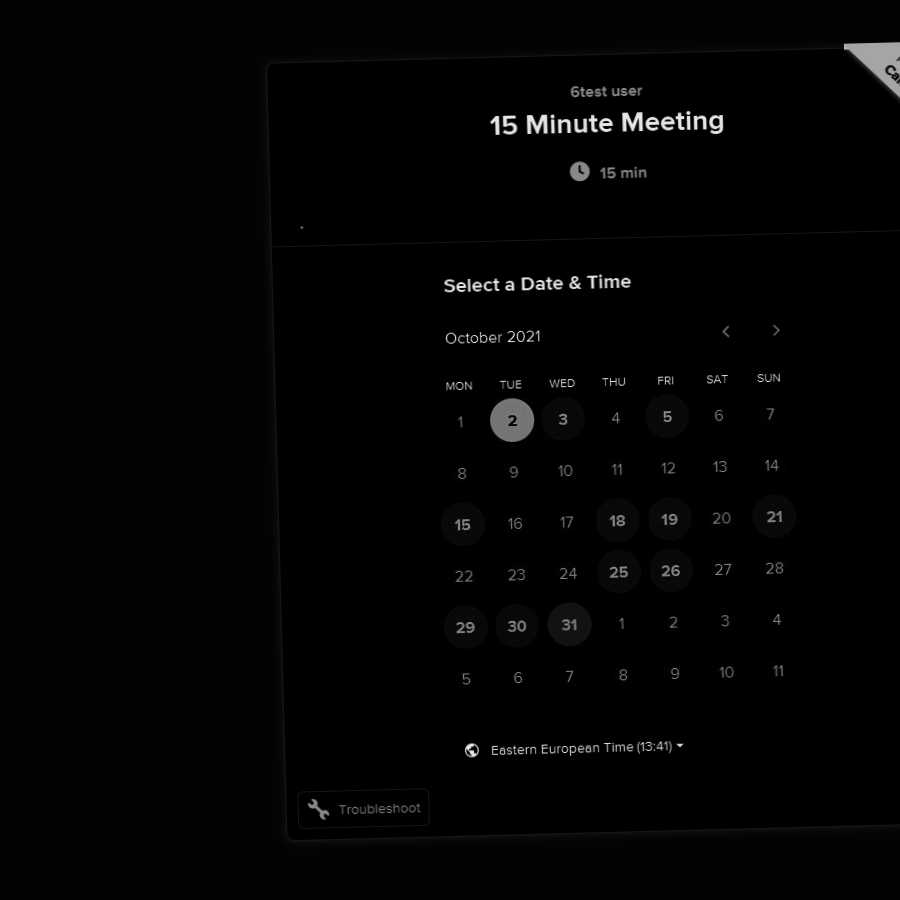 6test user
15 Minute Meeting
15 min
Select a Date & Time
October 2021
MON TUE WED THU FRI SAT SUN
1 2 3 4 5 6 7
8 9 10 11 12 13 14
15 16 17 18 19 20 21
22 23 24 25 26 27 28
29 30 31 1 2 3 4
5 6 7 8 9 10 11
Eastern European Time (13:41)
Troubleshoot